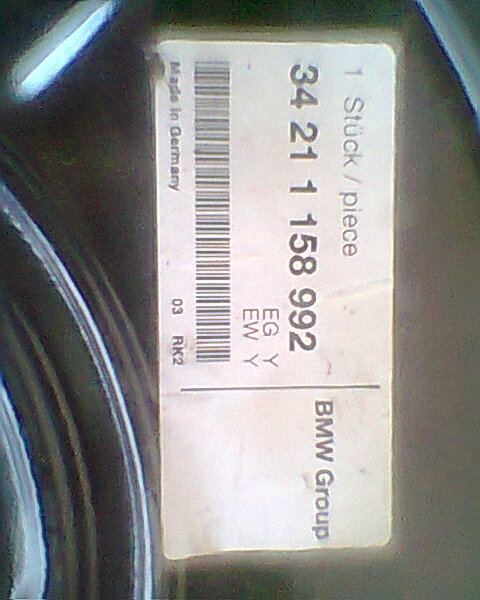 1 Stück / piece
34 21 1 158 992
EG Y
EW Y
Made in Germany
03 RK2
BMW Group